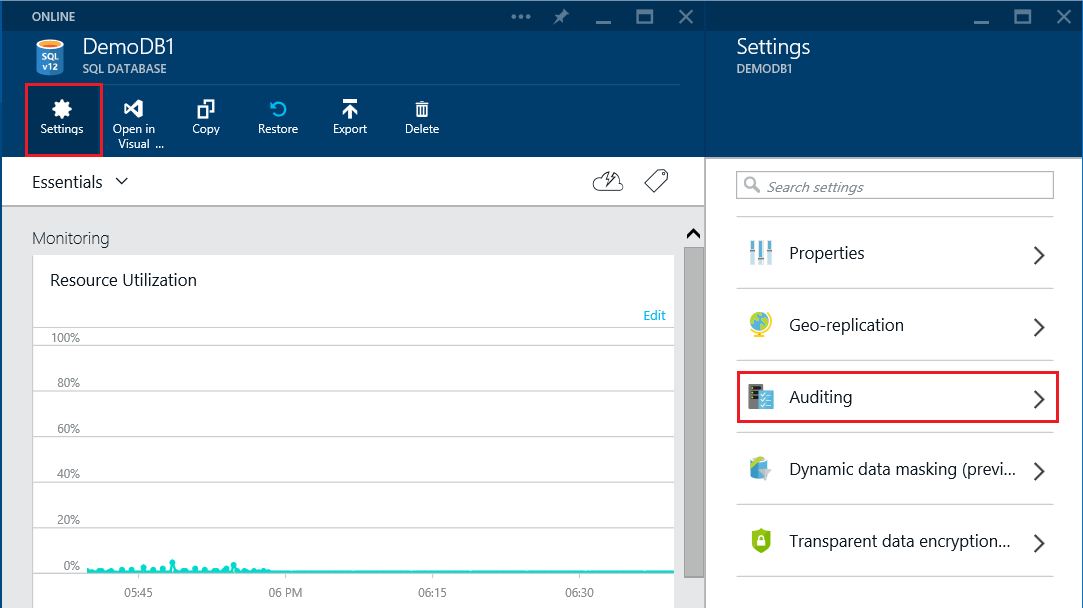 ONLINE
SQL
v12
DemoDB1
SQL DATABASE
Settings
Open in
Visual ...
Copy
Restore
Export
Delete
Essentials
Monitoring
Resource Utilization
Edit
100%
80%
60%
40%
20%
0%
05:45
06 PM
06:15
06:30
Settings
DEMODB1
Search settings
Properties
Geo-replication
Auditing
Dynamic data masking (previ...
Transparent data encryption...